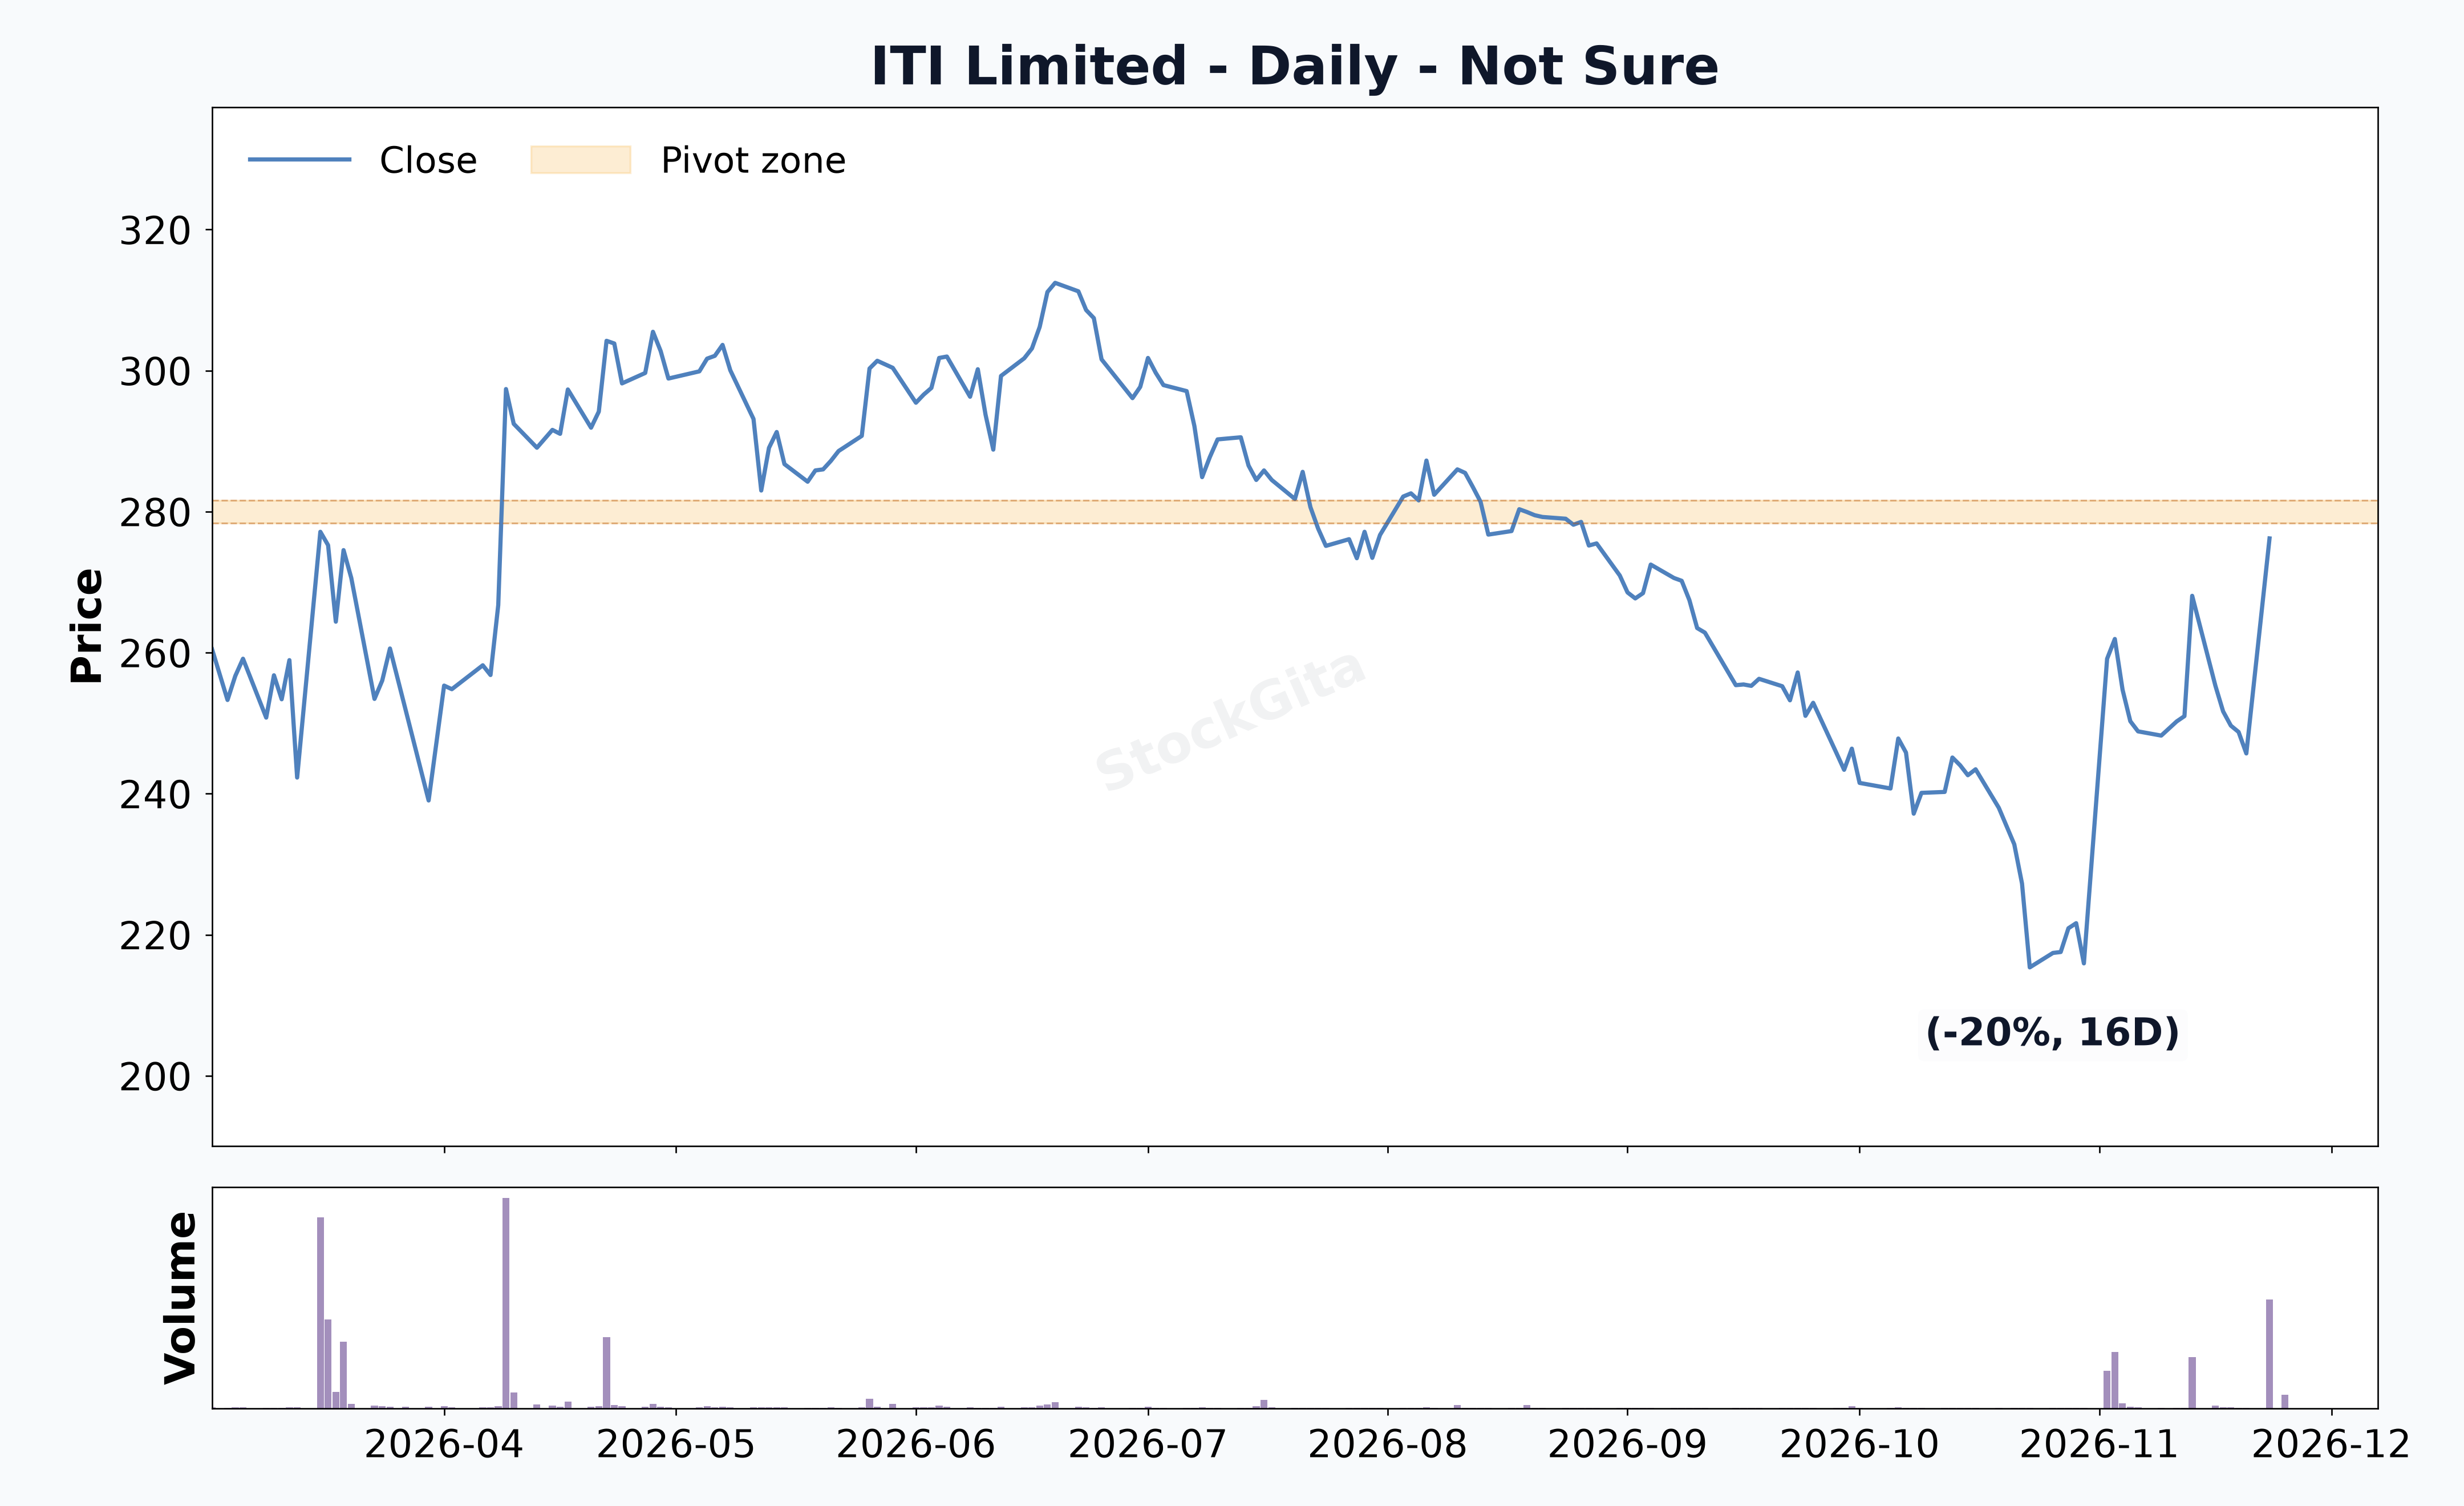 ITI Limited - Daily - Not Sure
Close
Pivot zone
320
300
280
260
240
220
200
Price
StockGita
(-20%, 16D)
Volume
2026-04
2026-05
2026-06
2026-07
2026-08
2026-09
2026-10
2026-11
2026-12